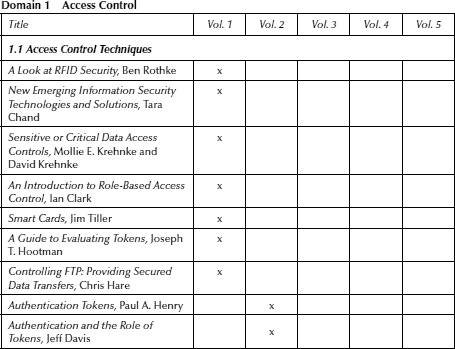 Domain 1 Access Control
Title Vol. 1 Vol. 2 Vol. 3 Vol. 4 Vol. 5
1.1 Access Control Techniques
A Look at RFID Security, Ben Rothke x
New Emerging Information Security x
Technologies and Solutions, Tara
Chand
Sensitive or Critical Data Access x
Controls, Mollie E. Krehnke and
David Krehnke
An Introduction to Role-Based Access x
Control, Ian Clark
Smart Cards, Jim Tiller x
A Guide to Evaluating Tokens, Joseph x
T. Hootman
Controlling FTP: Providing Secured x
Data Transfers, Chris Hare
Authentication Tokens, Paul A. Henry x
Authentication and the Role of x
Tokens, Jeff Davis